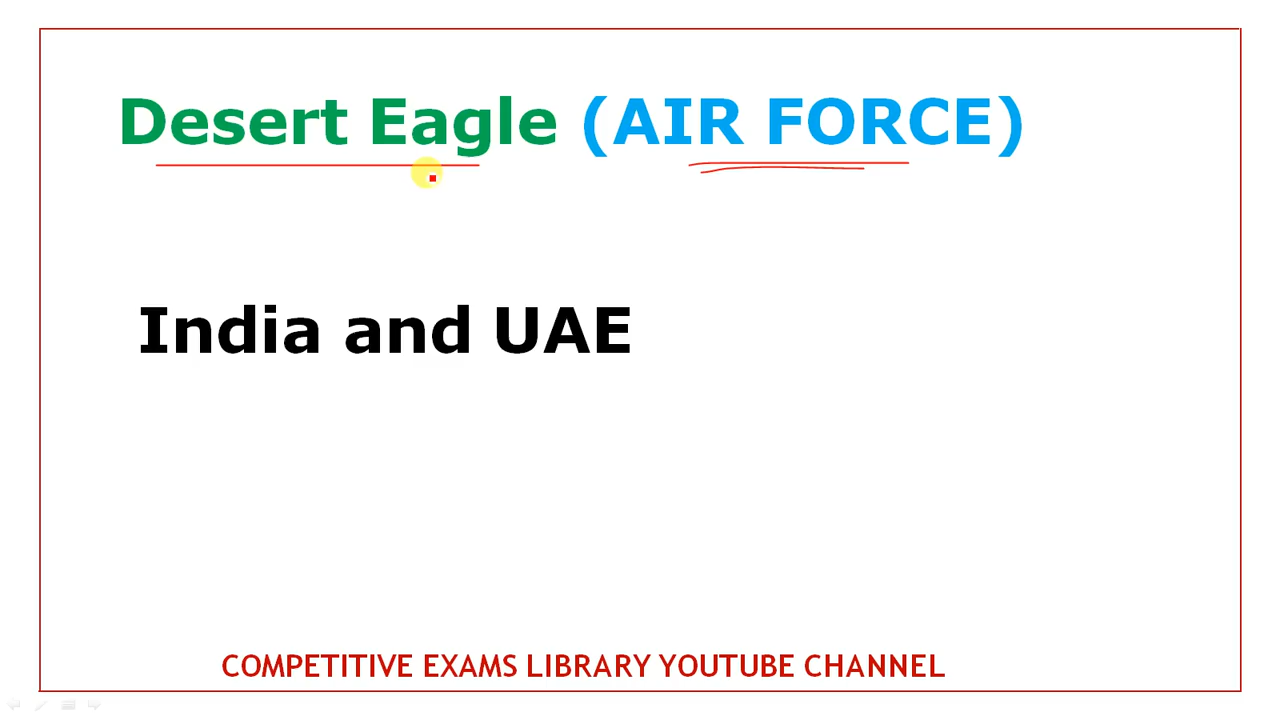 Desert Eagle (AIR FORCE)
India and UAE
COMPETITIVE EXAMS LIBRARY YOUTUBE CHANNEL